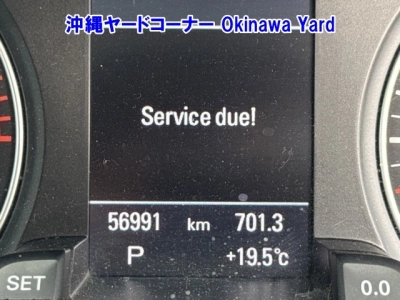 沖縄ヤードコーナー Okinawa Yard
Service due!
56991 km 701.3
P +19.5°c
SET 0.0